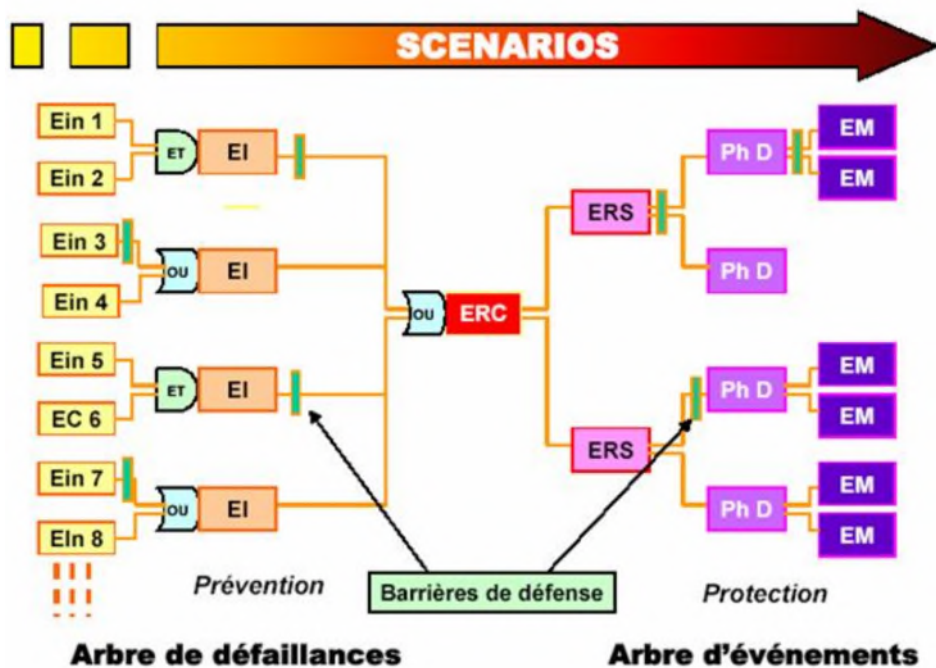 SCENARIOS
Ein 1
Ein 2
ET
EI
Ein 3
Ein 4
OU
EI
Ein 5
EC 6
ET
EI
Ein 7
EIn 8
OU
EI
OU
ERC
ERS
ERS
Ph D
Ph D
Ph D
Ph D
EM
EM
EM
EM
EM
EM
Prévention
Barrières de défense
Protection
Arbre de défaillances
Arbre d'événements